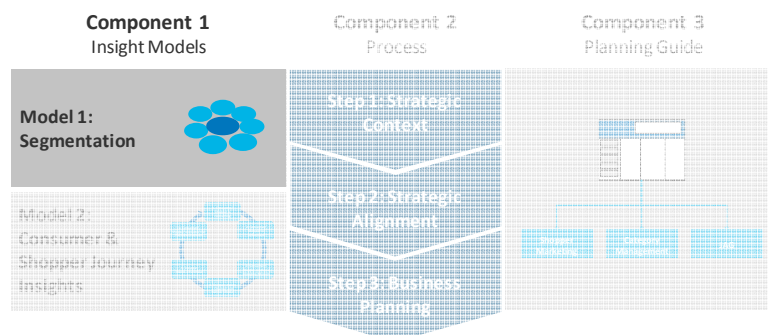 Component 1
Insight Models
Component 2
Process
Component 3
Planning Guide
Model 1:
Segmentation
Model 2:
Consumer &
Shopper Journey
Insights
Step 1: Strategic
Context
Step 2: Strategic
Alignment
Step 3: Business
Planning